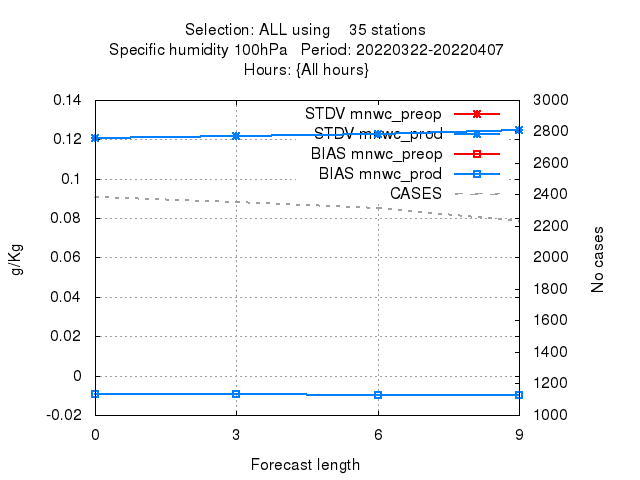 Selection: ALL using    35 stations
Specific humidity 100hPa   Period: 20220322-20220407
Hours: {All hours}
0.14
0.12
0.1
0.08
0.06
0.04
0.02
0
-0.02
g/Kg
STDV mnwc_preop
STDV mnwc_prod
BIAS mnwc_preop
BIAS mnwc_prod
CASES
3000
2800
2600
2400
2200
2000
1800
1600
1400
1200
1000
No cases
0 3 6 9
Forecast length